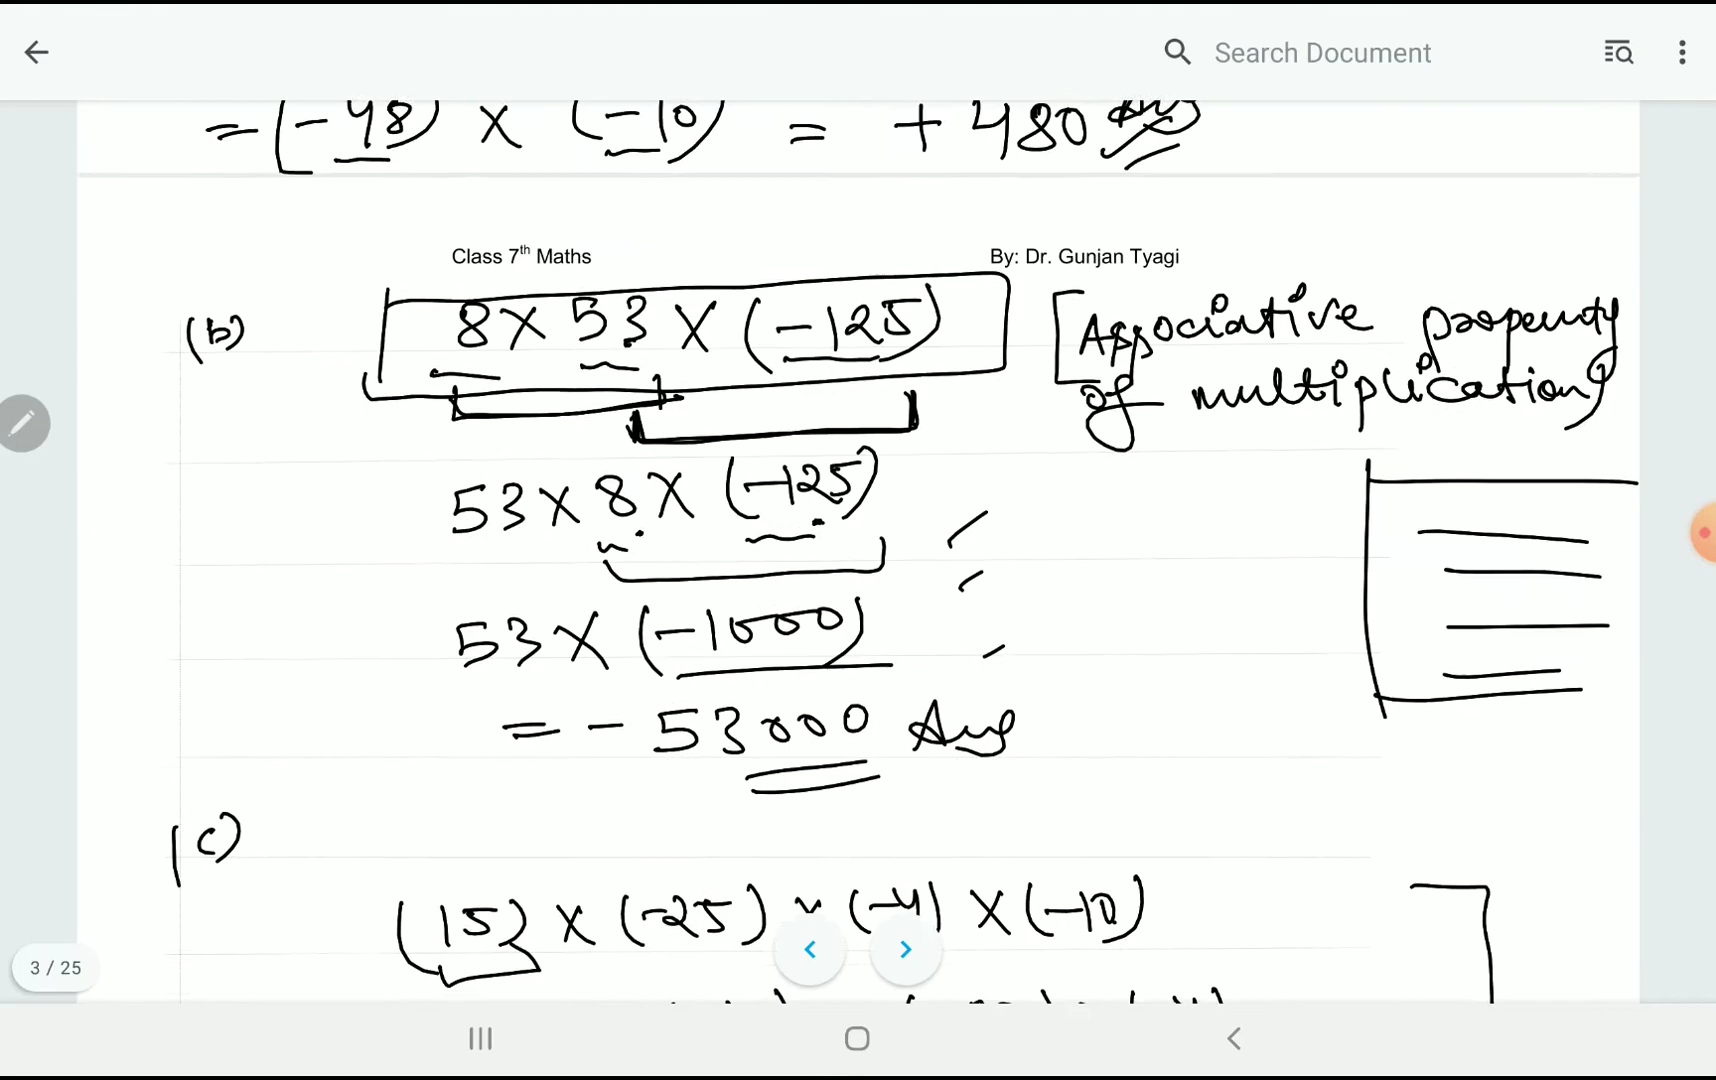 Search Document
= (-48) × (-10) = + 480 Ans
Class 7th Maths By: Dr. Gunjan Tyagi
(b) 8 × 53 × (-125) [Associative property
of multiplication]
53 × 8 × (-125)
53 × (-1000)
= - 53000 Ans
(c)
(15) × (-25) × (-4) × (-10)
3 / 25